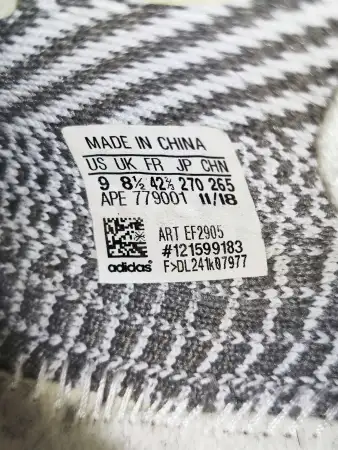 MADE IN CHINA
US UK FR JP CHN
9 8½ 42⅔ 270 265
APE 779001 11/18
ART EF2905
#121599183
adidas F>DL241k07977